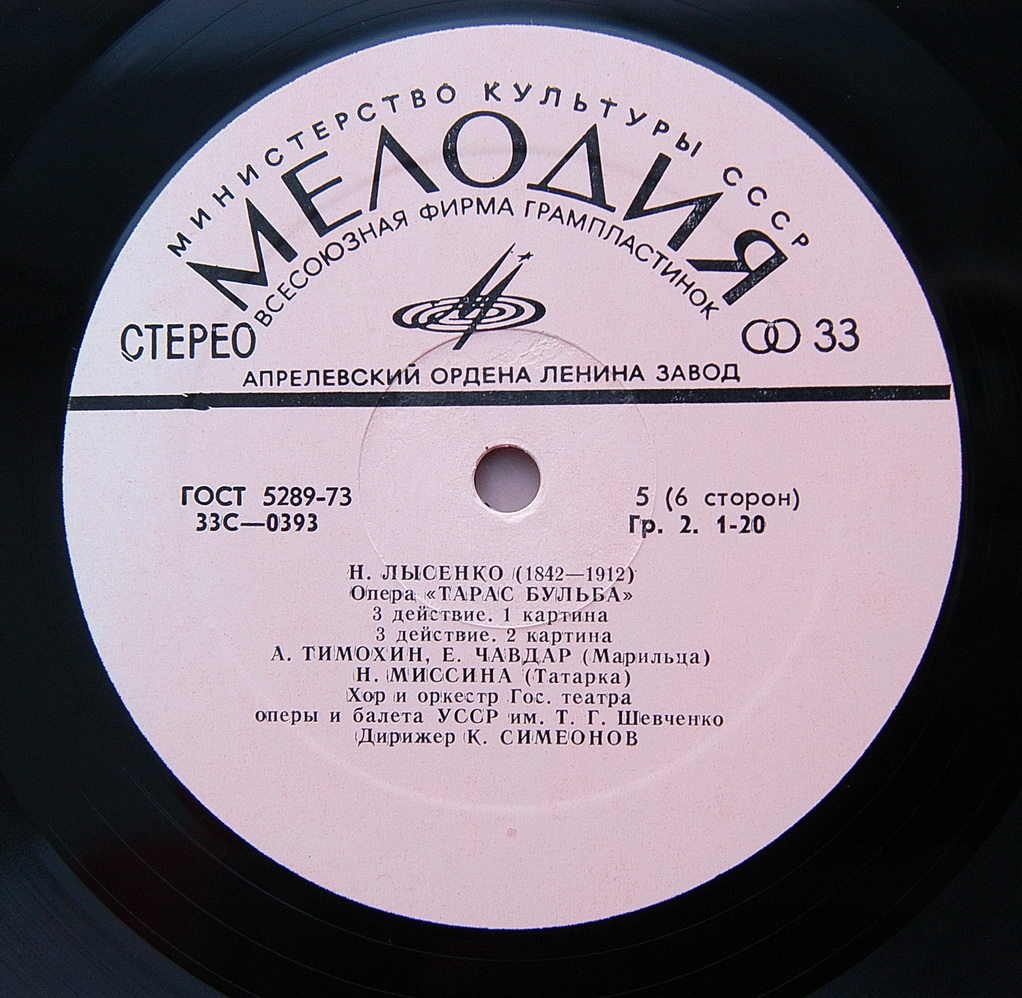 МИНИСТЕРСТВО КУЛЬТУРЫ СССР
МЕЛОДИЯ
ВСЕСОЮЗНАЯ ФИРМА ГРАМПЛАСТИНОК
СТЕРЕО
33
АПРЕЛЕВСКИЙ ОРДЕНА ЛЕНИНА ЗАВОД
ГОСТ 5289-73
33С—0393
5 (6 сторон)
Гр. 2. 1-20
Н. ЛЫСЕНКО (1842—1912)
Опера «ТАРАС БУЛЬБА»
3 действие. 1 картина
3 действие. 2 картина
А. ТИМОХИН, Е. ЧАВДАР (Марильца)
Н. МИССИНА (Татарка)
Хор и оркестр Гос. театра
оперы и балета УССР им. Т. Г. Шевченко
Дирижер К. СИМЕОНОВ